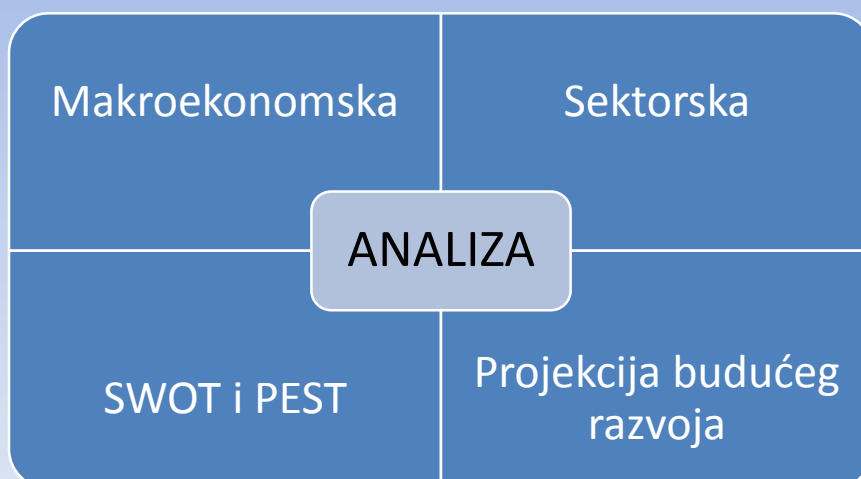 Makroekonomska
Sektorska
ANALIZA
SWOT i PEST
Projekcija budućeg
razvoja